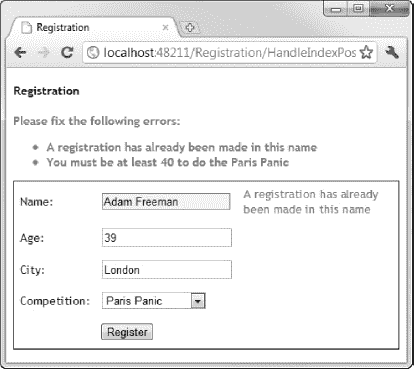 Registration
localhost:48211/Registration/HandleIndexPos
Registration
Please fix the following errors:
A registration has already been made in this name
You must be at least 40 to do the Paris Panic
Name:
Adam Freeman
A registration has already
been made in this name
Age:
39
City:
London
Competition:
Paris Panic
Register